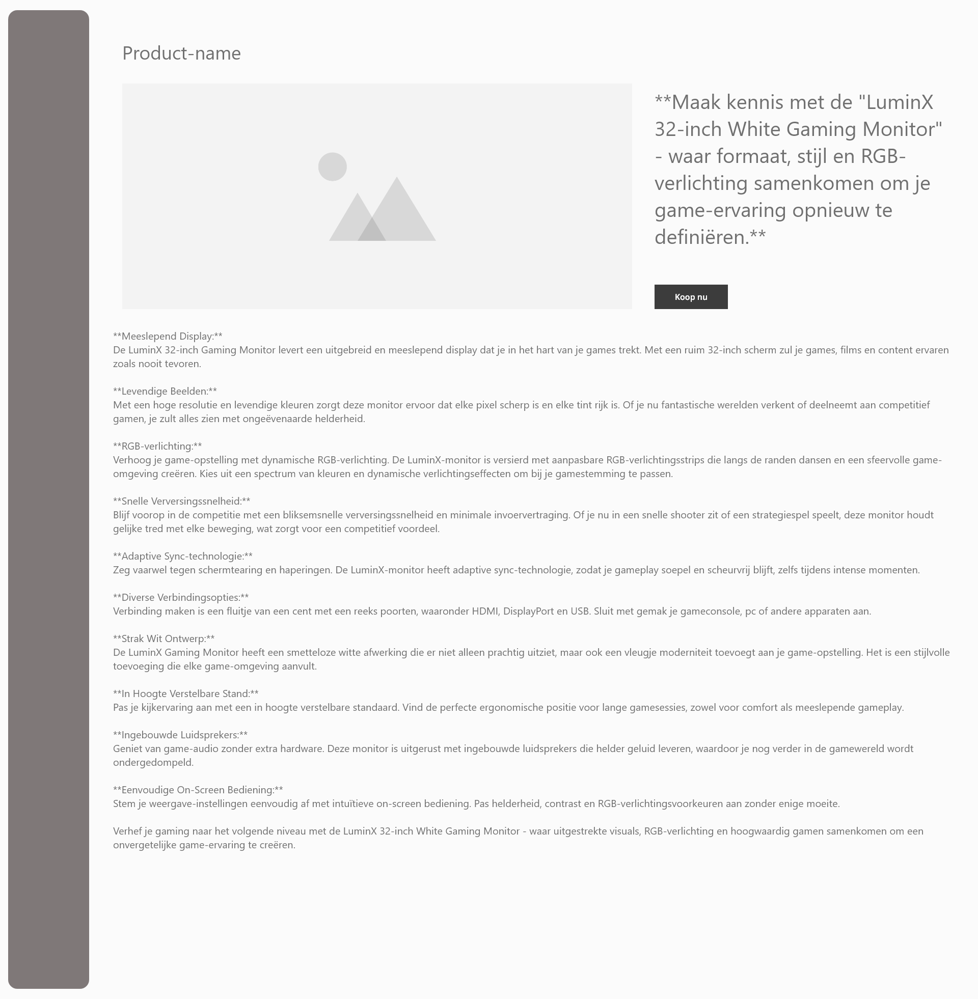 Product-name
**Maak kennis met de "LuminX
32-inch White Gaming Monitor"
- waar formaat, stijl en RGB-
verlichting samenkomen om je
game-ervaring opnieuw te
definiëren.**
Koop nu
**Meeslepend Display:**
De LuminX 32-inch Gaming Monitor levert een uitgebreid en meeslepend display dat je in het hart van je games trekt. Met een ruim 32-inch scherm zul je games, films en content ervaren
zoals nooit tevoren.
**Levendige Beelden:**
Met een hoge resolutie en levendige kleuren zorgt deze monitor ervoor dat elke pixel scherp is en elke tint rijk is. Of je nu fantastische werelden verkent of deelneemt aan competitief
gamen, je zult alles zien met ongeëvenaarde helderheid.
**RGB-verlichting:**
Verhoog je game-opstelling met dynamische RGB-verlichting. De LuminX-monitor is versierd met aanpasbare RGB-verlichtingsstrips die langs de randen dansen en een sfeervolle game-
omgeving creëren. Kies uit een spectrum van kleuren en dynamische verlichtingseffecten om bij je gamestemming te passen.
**Snelle Verversingssnelheid:**
Blijf voorop in de competitie met een bliksemsnelle verversingssnelheid en minimale invoervertraging. Of je nu in een snelle shooter zit of een strategiespel speelt, deze monitor houdt
gelijke tred met elke beweging, wat zorgt voor een competitief voordeel.
**Adaptive Sync-technologie:**
Zeg vaarwel tegen schermtearing en haperingen. De LuminX-monitor heeft adaptive sync-technologie, zodat je gameplay soepel en scheurvrij blijft, zelfs tijdens intense momenten.
**Diverse Verbindingsopties:**
Verbinding maken is een fluitje van een cent met een reeks poorten, waaronder HDMI, DisplayPort en USB. Sluit met gemak je gameconsole, pc of andere apparaten aan.
**Strak Wit Ontwerp:**
De LuminX Gaming Monitor heeft een smetteloze witte afwerking die er niet alleen prachtig uitziet, maar ook een vleugje moderniteit toevoegt aan je game-opstelling. Het is een stijlvolle
toevoeging die elke game-omgeving aanvult.
**In Hoogte Verstelbare Stand:**
Pas je kijkervaring aan met een in hoogte verstelbare standaard. Vind de perfecte ergonomische positie voor lange gamesessies, zowel voor comfort als meeslepende gameplay.
**Ingebouwde Luidsprekers:**
Geniet van game-audio zonder extra hardware. Deze monitor is uitgerust met ingebouwde luidsprekers die helder geluid leveren, waardoor je nog verder in de gamewereld wordt
ondergedompeld.
**Eenvoudige On-Screen Bediening:**
Stem je weergave-instellingen eenvoudig af met intuïtieve on-screen bediening. Pas helderheid, contrast en RGB-verlichtingsvoorkeuren aan zonder enige moeite.
Verhef je gaming naar het volgende niveau met de LuminX 32-inch White Gaming Monitor - waar uitgestrekte visuals, RGB-verlichting en hoogwaardig gamen samenkomen om een
onvergetelijke game-ervaring te creëren.